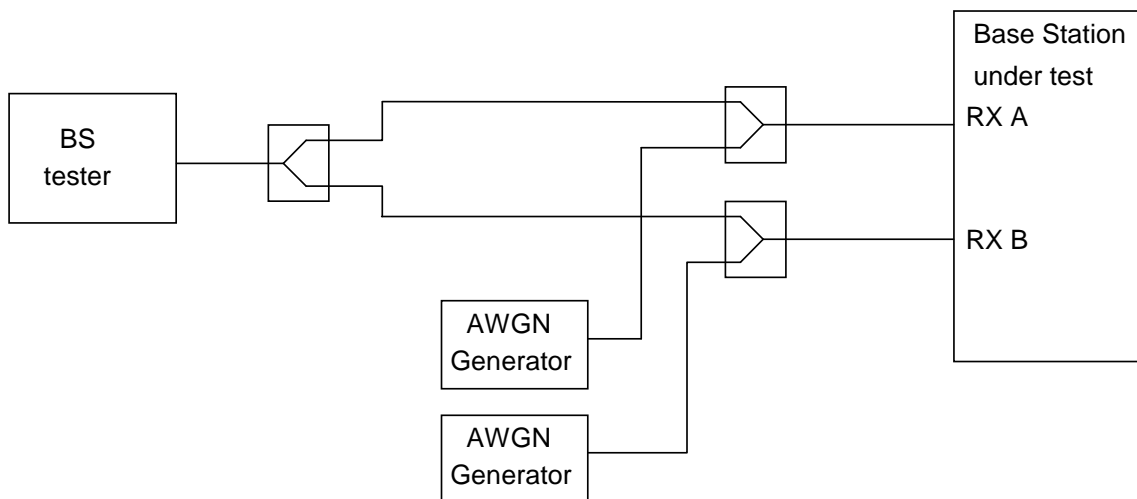 BS
tester
Base Station
under test
RX A
RX B
AWGN
Generator
AWGN
Generator